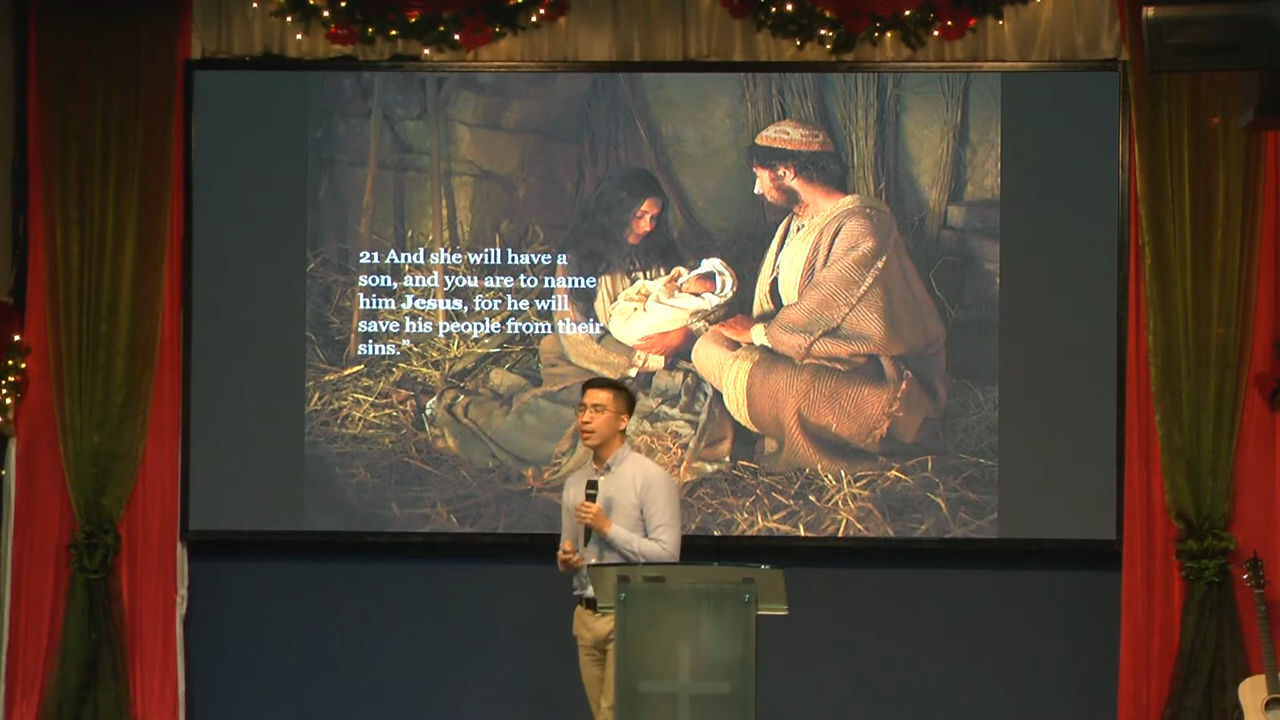 21 And she will have a
son, and you are to name
him Jesus, for he will
save his people from their
sins.”